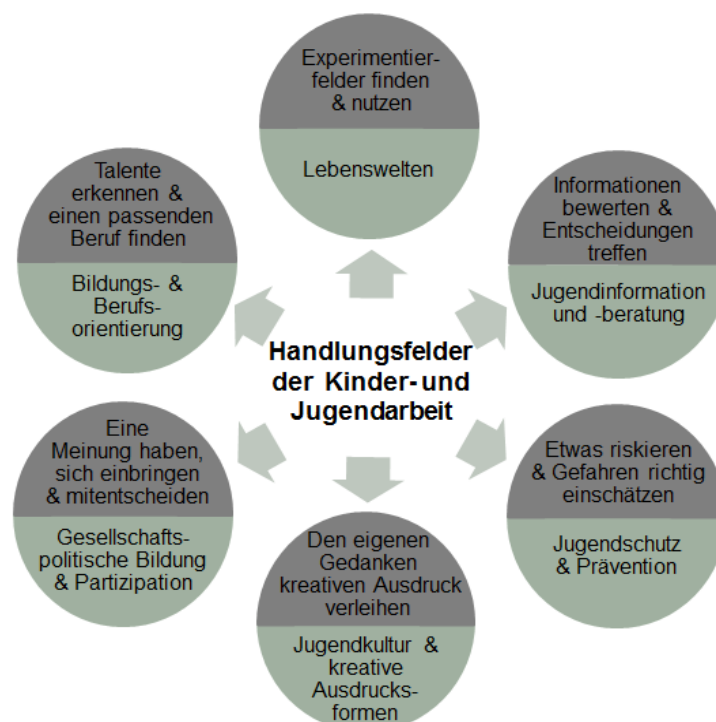 Experimentier-
felder finden
& nutzen
Lebenswelten
Talente
erkennen &
einen passenden
Beruf finden
Bildungs- &
Berufs-
orientierung
Informationen
bewerten &
Entscheidungen
treffen
Jugendinformation
und -beratung
Handlungsfelder
der Kinder- und
Jugendarbeit
Eine
Meinung haben,
sich einbringen
& mitentscheiden
Gesellschafts-
politische Bildung
& Partizipation
Etwas riskieren
& Gefahren richtig
einschätzen
Jugendschutz
& Prävention
Den eigenen
Gedanken
kreativen Ausdruck
verleihen
Jugendkultur &
kreative
Ausdrucks-
formen